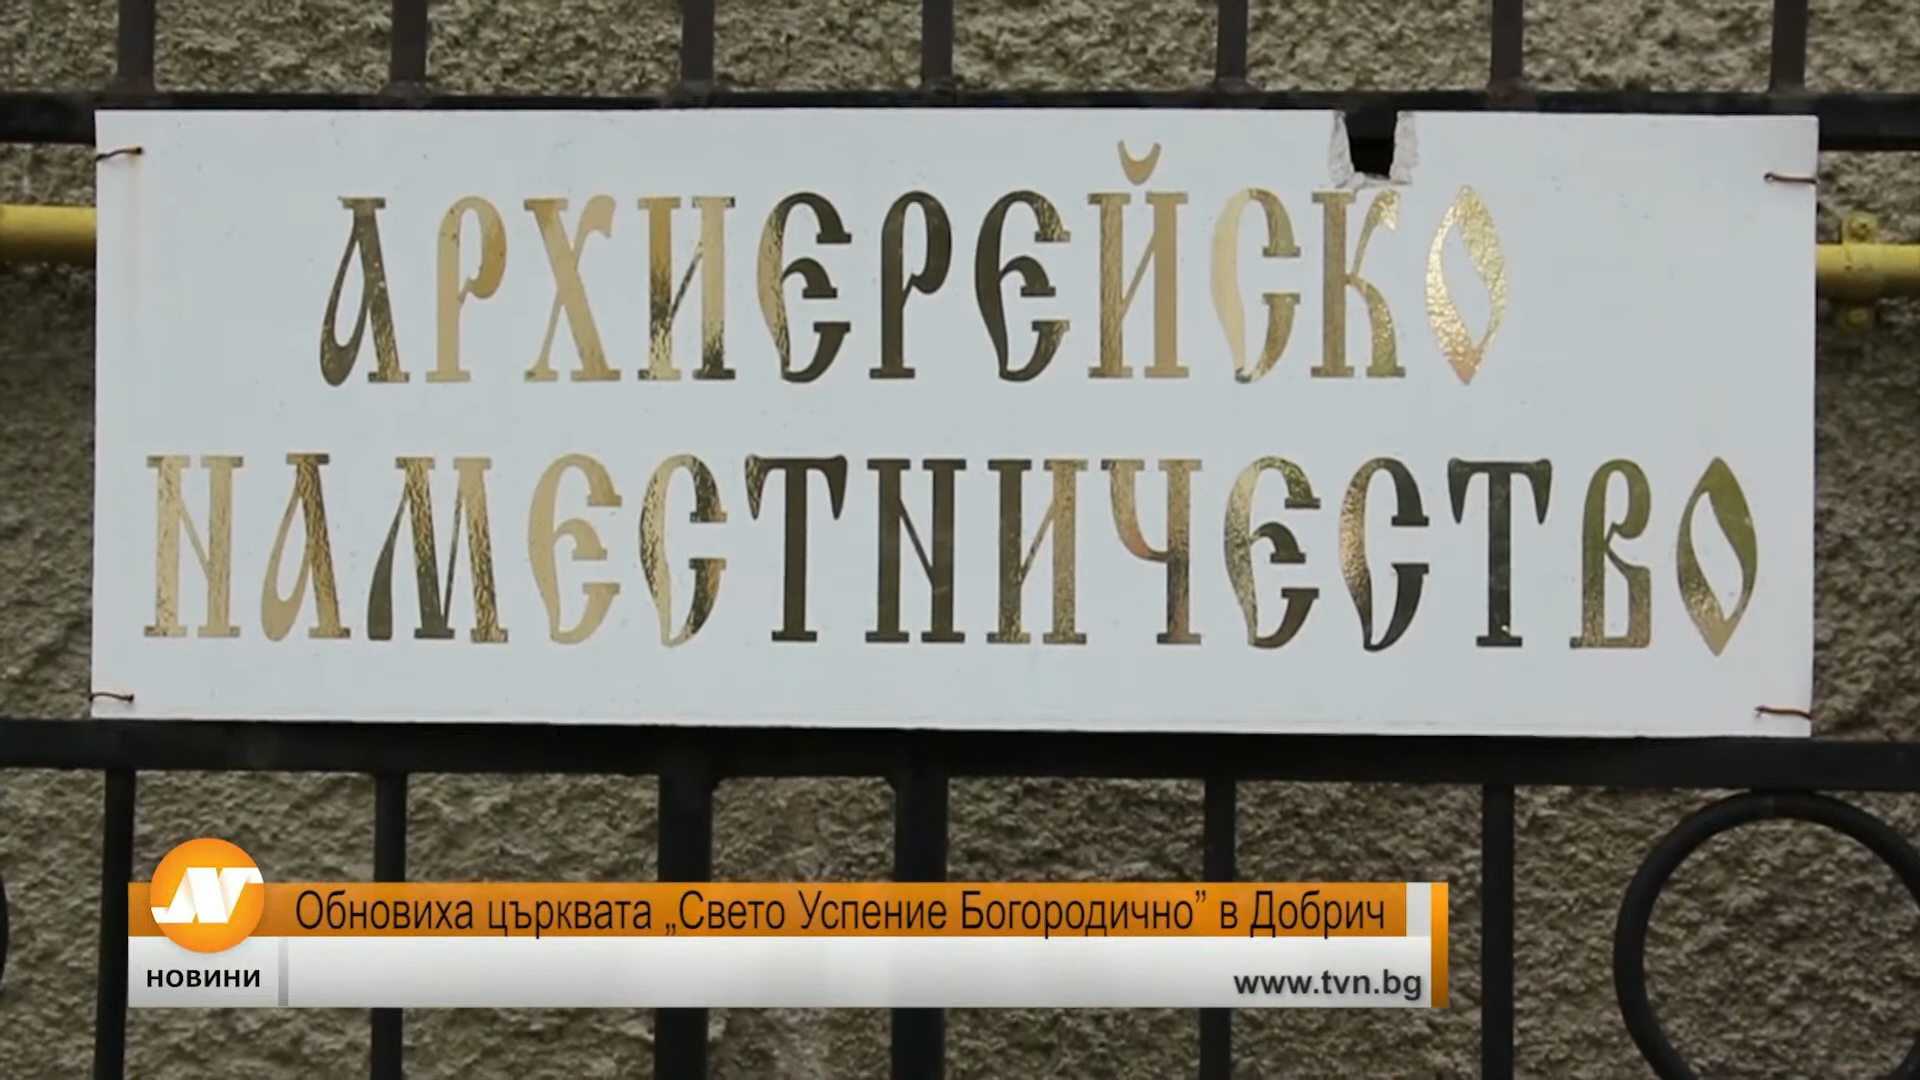 АРХИЕРЕЙСКО
НАМЕСТНИЧЕСТВО
Обновиха църквата „Свето Успение Богородично” в Добрич
НОВИНИ
www.tvn.bg